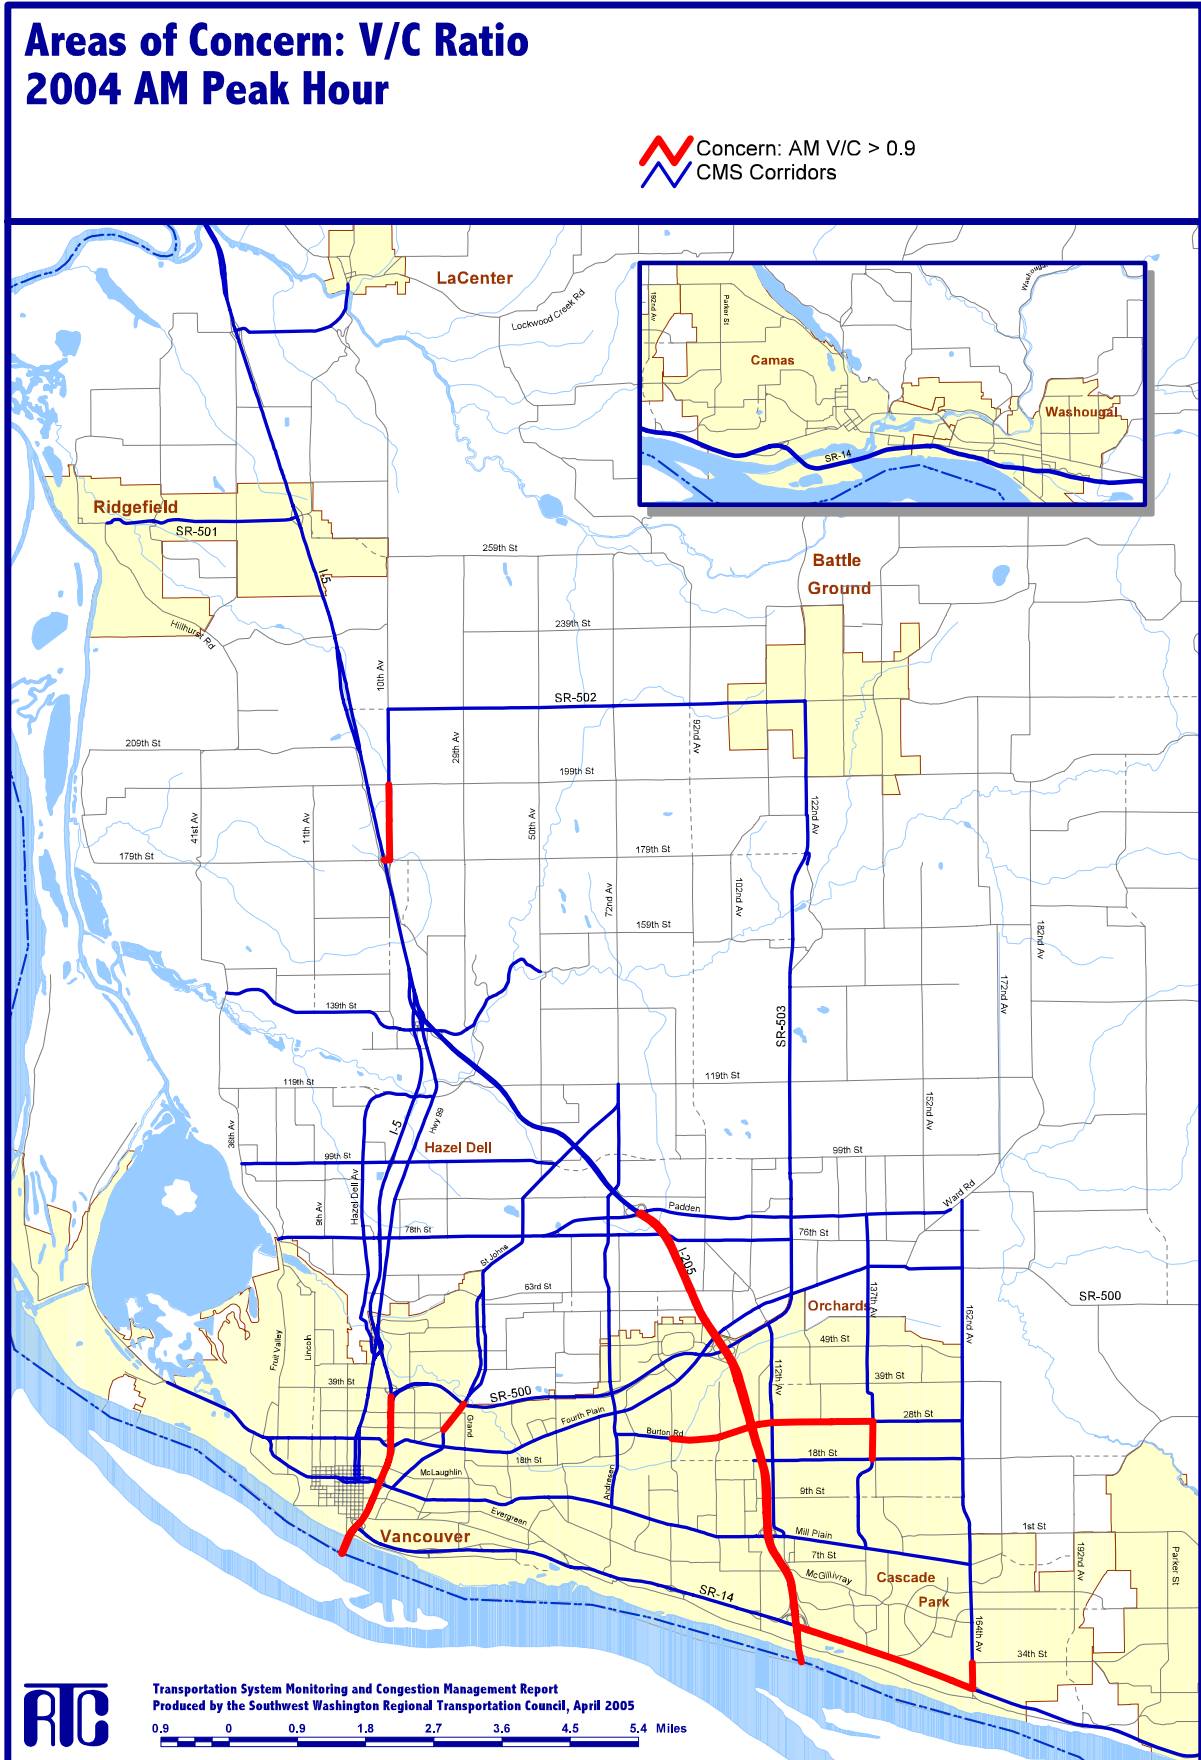 Areas of Concern: V/C Ratio
2004 AM Peak Hour
Concern: AM V/C > 0.9
CMS Corridors
LaCenter
Lockwood Creek Rd
192nd Av
Parker St
Camas
Washougal
SR-14
Ridgefield
SR-501
I-5
Hillhurst Rd
259th St
Battle
Ground
239th St
10th Av
SR-502
209th St
29th Av
92nd Av
199th St
41st Av
11th Av
50th Av
122nd Av
179th St
179th St
72nd Av
102nd Av
159th St
182nd Av
172nd Av
139th St
SR-503
119th St
119th St
152nd Av
36th Av
I-5
Hwy 99
Hazel Dell
99th St
99th St
9th Av
Hazel Dell Av
78th St
Padden
Ward Rd
76th St
St Johns
I-205
63rd St
SR-500
137th Av
Orchards
162nd Av
Fruit Valley
Lincoln
49th St
39th St
112th Av
39th St
SR-500
Grand
Fourth Plain
28th St
Burton Rd
18th St
18th St
McLaughlin
Andresen
9th St
Evergreen
Vancouver
Mill Plain
1st St
7th St
192nd Av
Parker St
McGillivray
Cascade
Park
SR-14
164th Av
34th St
RTC
Transportation System Monitoring and Congestion Management Report
Produced by the Southwest Washington Regional Transportation Council, April 2005
0.9 0 0.9 1.8 2.7 3.6 4.5 5.4 Miles